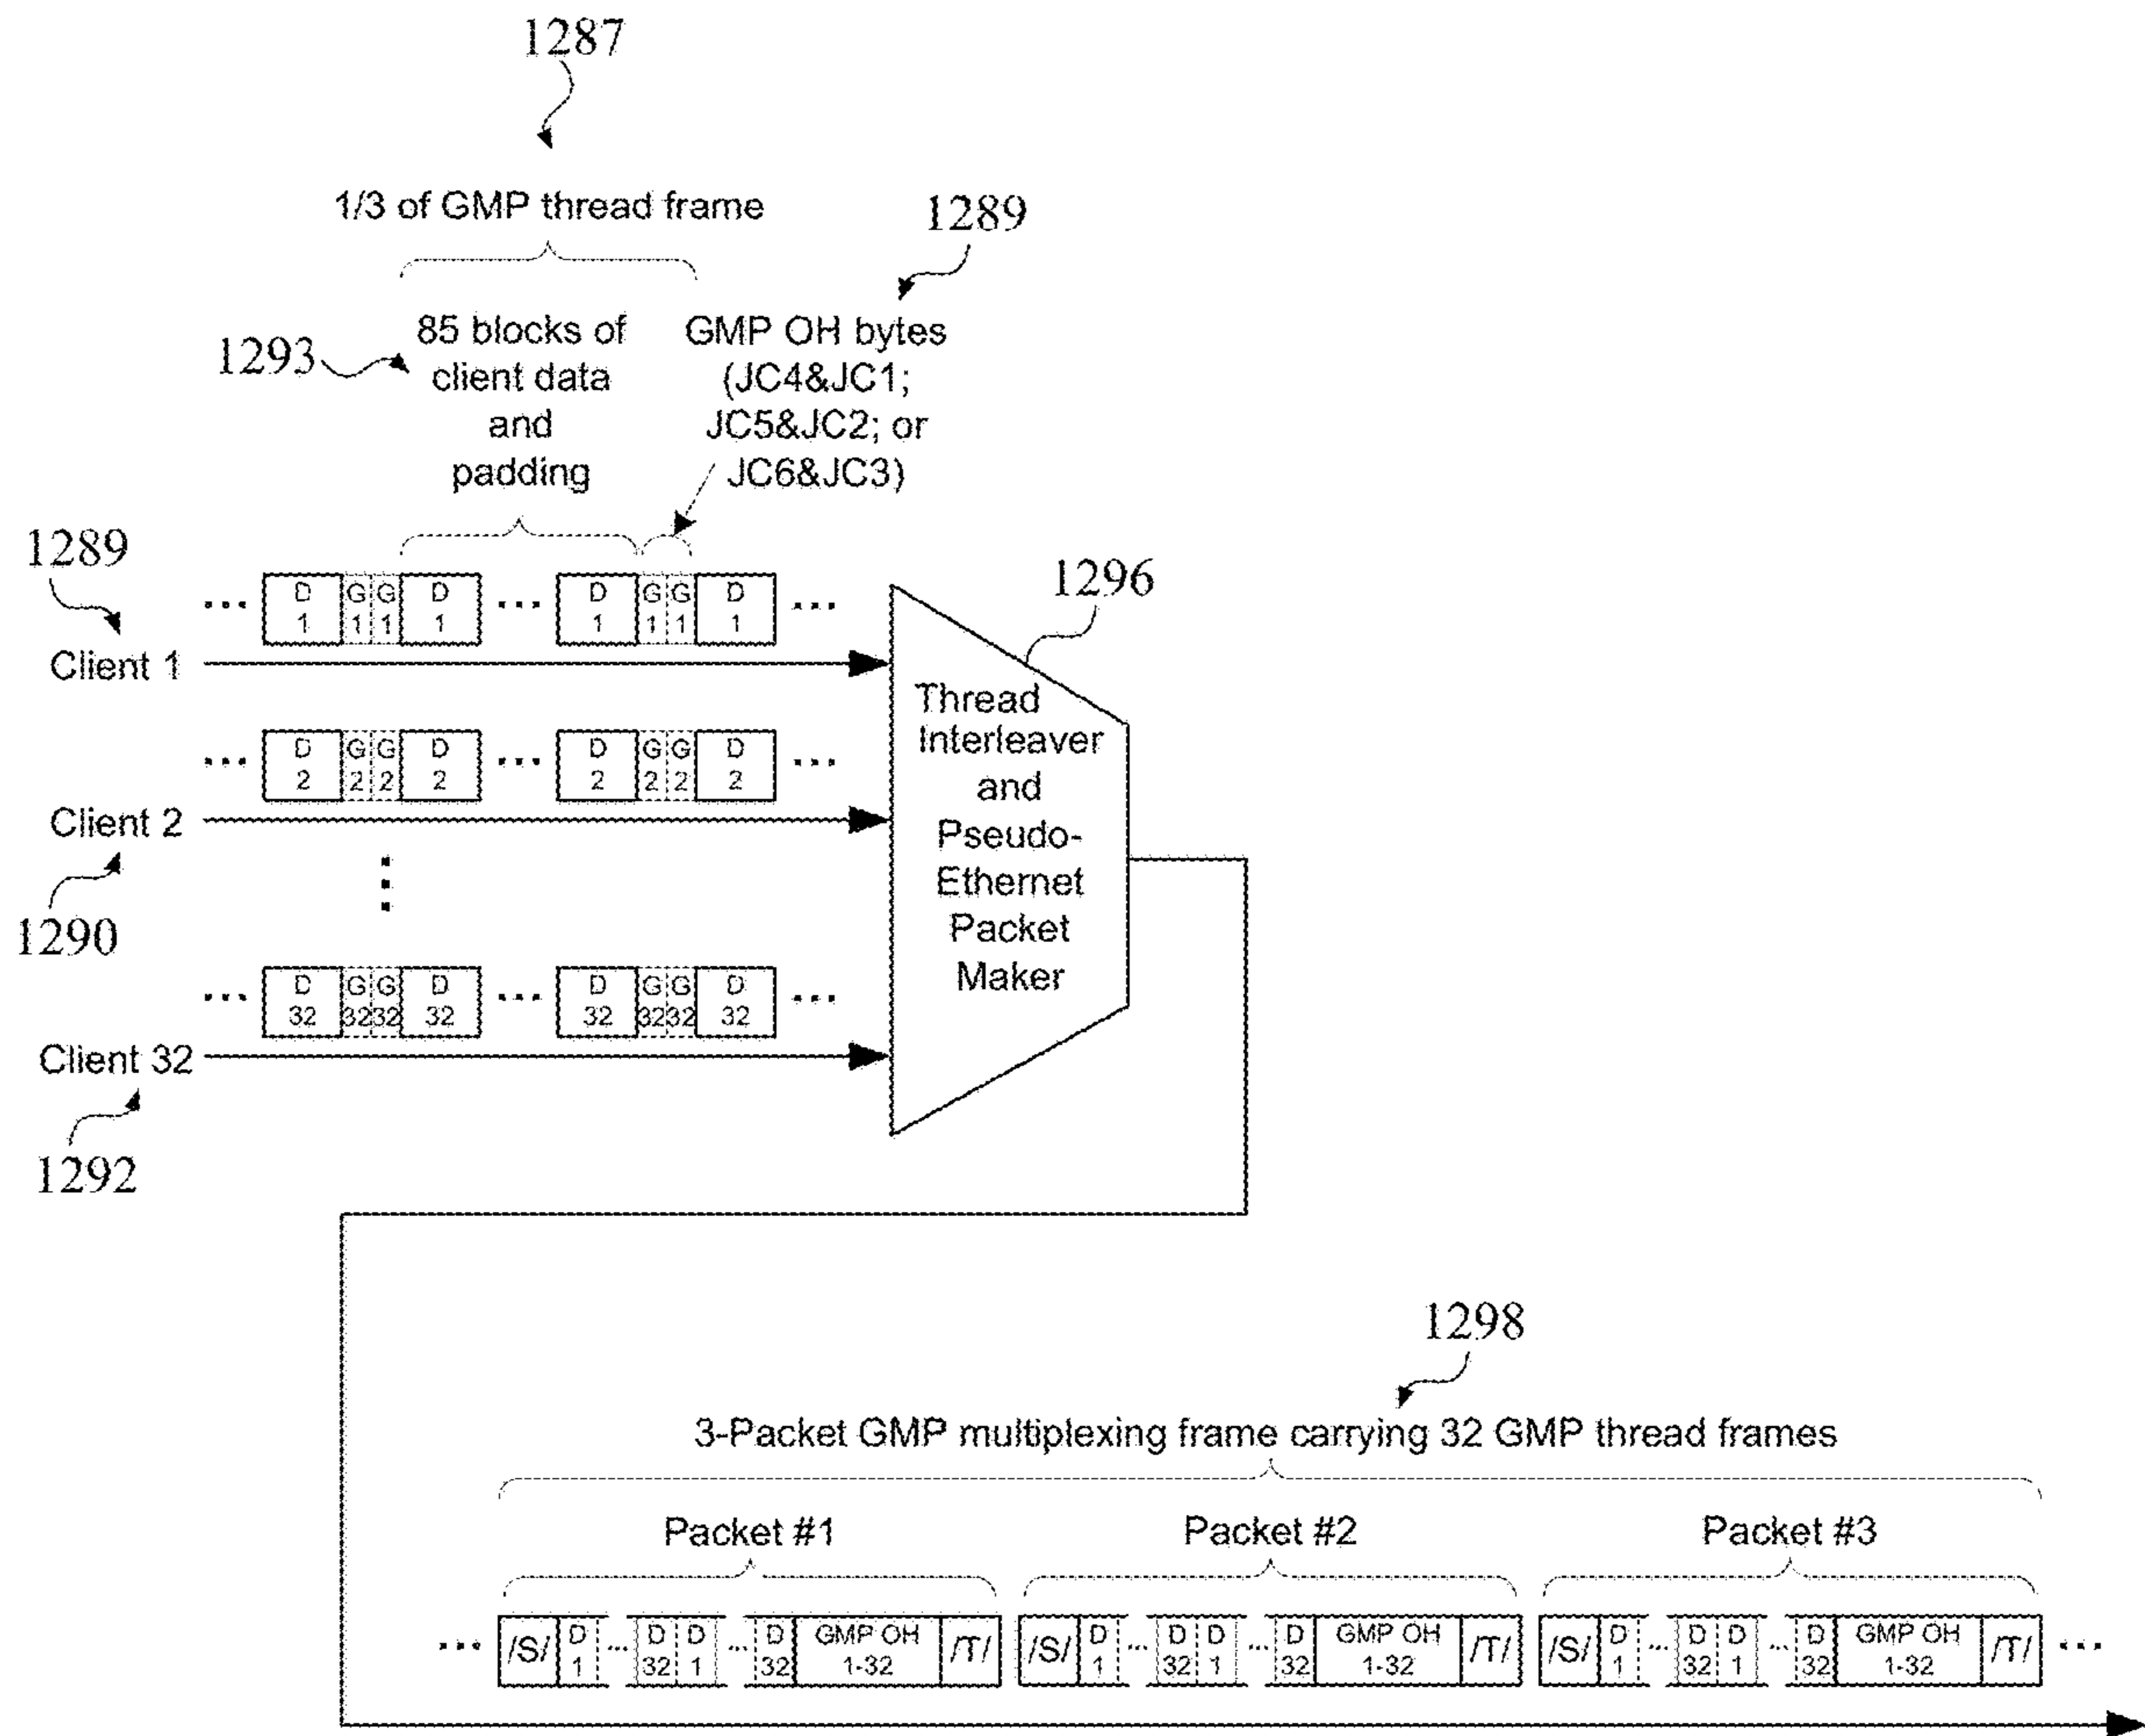 1287
1/3 of GMP thread frame
1289
1293
85 blocks of
client data
and
padding
GMP OH bytes
(JC4&JC1;
JC5&JC2; or
JC6&JC3)
1289
... D 1 G 1 G 1 D 1 ... D 1 G 1 G 1 D 1 ...
Client 1
1296
... D 2 G 2 G 2 D 2 ... D 2 G 2 G 2 D 2 ...
Client 2
1290
... D 32 G 32 G 32 D 32 ... D 32 G 32 G 32 D 32 ...
Client 32
1292
Thread
Interleaver
and
Pseudo-
Ethernet
Packet
Maker
1298
3-Packet GMP multiplexing frame carrying 32 GMP thread frames
Packet #1 Packet #2 Packet #3
... /S/ D 1 ... D 32 D 1 ... D 32 GMP OH 1-32 /T/ /S/ D 1 ... D 32 D 1 ... D 32 GMP OH 1-32 /T/ /S/ D 1 ... D 32 D 1 ... D 32 GMP OH 1-32 /T/ ...